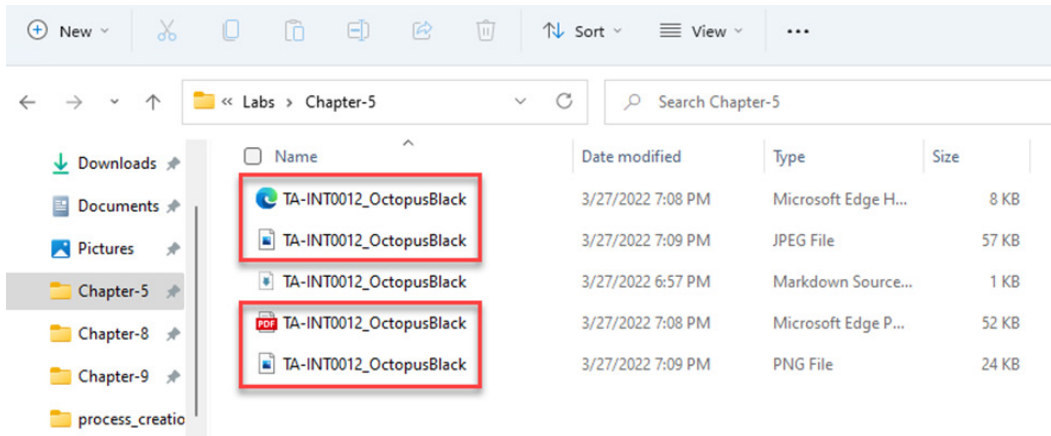 New Sort View ...
« Labs > Chapter-5 Search Chapter-5
Name Date modified Type Size
Downloads
Documents
Pictures
Chapter-5
Chapter-8
Chapter-9
process_creatio
TA-INT0012_OctopusBlack 3/27/2022 7:08 PM Microsoft Edge H... 8 KB
TA-INT0012_OctopusBlack 3/27/2022 7:09 PM JPEG File 57 KB
TA-INT0012_OctopusBlack 3/27/2022 6:57 PM Markdown Source... 1 KB
PDF TA-INT0012_OctopusBlack 3/27/2022 7:08 PM Microsoft Edge P... 52 KB
TA-INT0012_OctopusBlack 3/27/2022 7:09 PM PNG File 24 KB